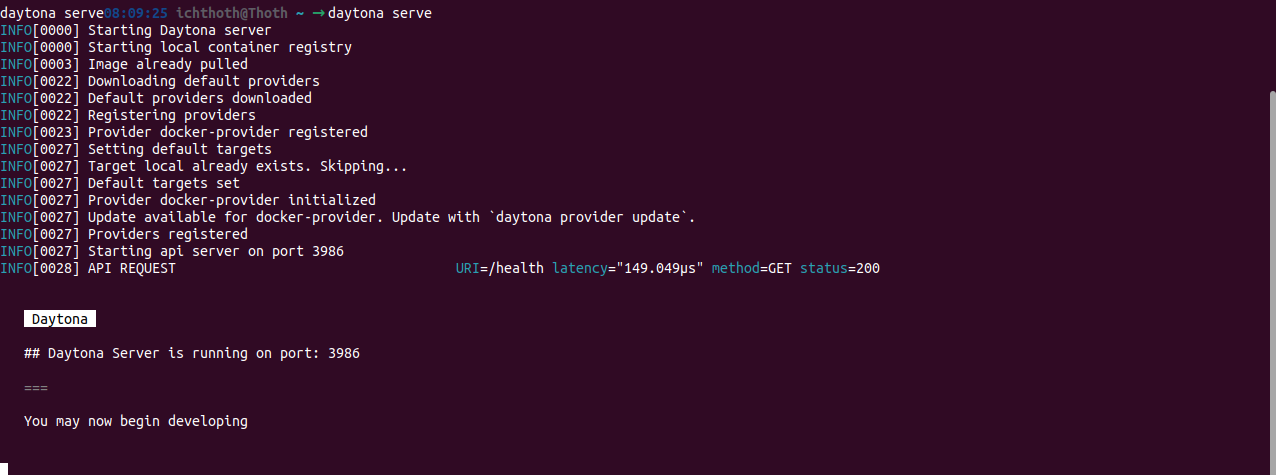 daytona serve08:09:25 ichthoth@Thoth ~ →daytona serve
INFO[0000] Starting Daytona server
INFO[0000] Starting local container registry
INFO[0003] Image already pulled
INFO[0022] Downloading default providers
INFO[0022] Default providers downloaded
INFO[0022] Registering providers
INFO[0023] Provider docker-provider registered
INFO[0027] Setting default targets
INFO[0027] Target local already exists. Skipping...
INFO[0027] Default targets set
INFO[0027] Provider docker-provider initialized
INFO[0027] Update available for docker-provider. Update with `daytona provider update`.
INFO[0027] Providers registered
INFO[0027] Starting api server on port 3986
INFO[0028] API REQUEST URI=/health latency="149.049µs" method=GET status=200
Daytona
## Daytona Server is running on port: 3986
===
You may now begin developing